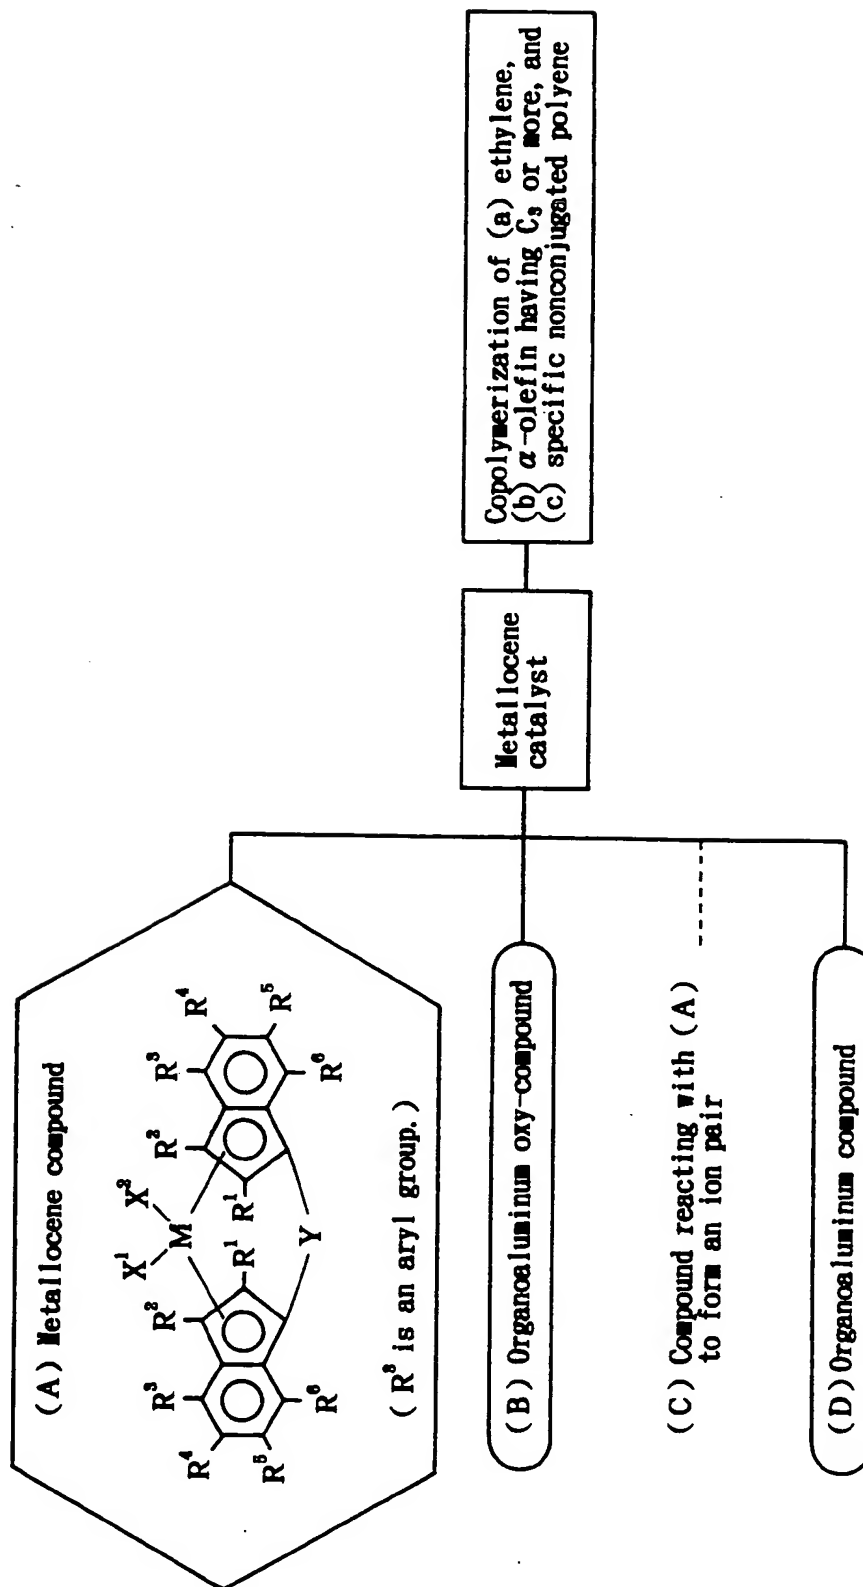 (A) Metallocene compound
X¹ X²
R³ R² M R² R³
R⁴ R¹ R¹ R⁴
R⁵ R⁶ Y R⁶ R⁵
(R³ is an aryl group.)
(B) Organoaluminum oxy-compound
(C) Compound reacting with (A)
to form an ion pair
(D) Organoaluminum compound
Metallocene
catalyst
Copolymerization of (a) ethylene,
(b) α-olefin having C₃ or more, and
(c) specific nonconjugated polyene